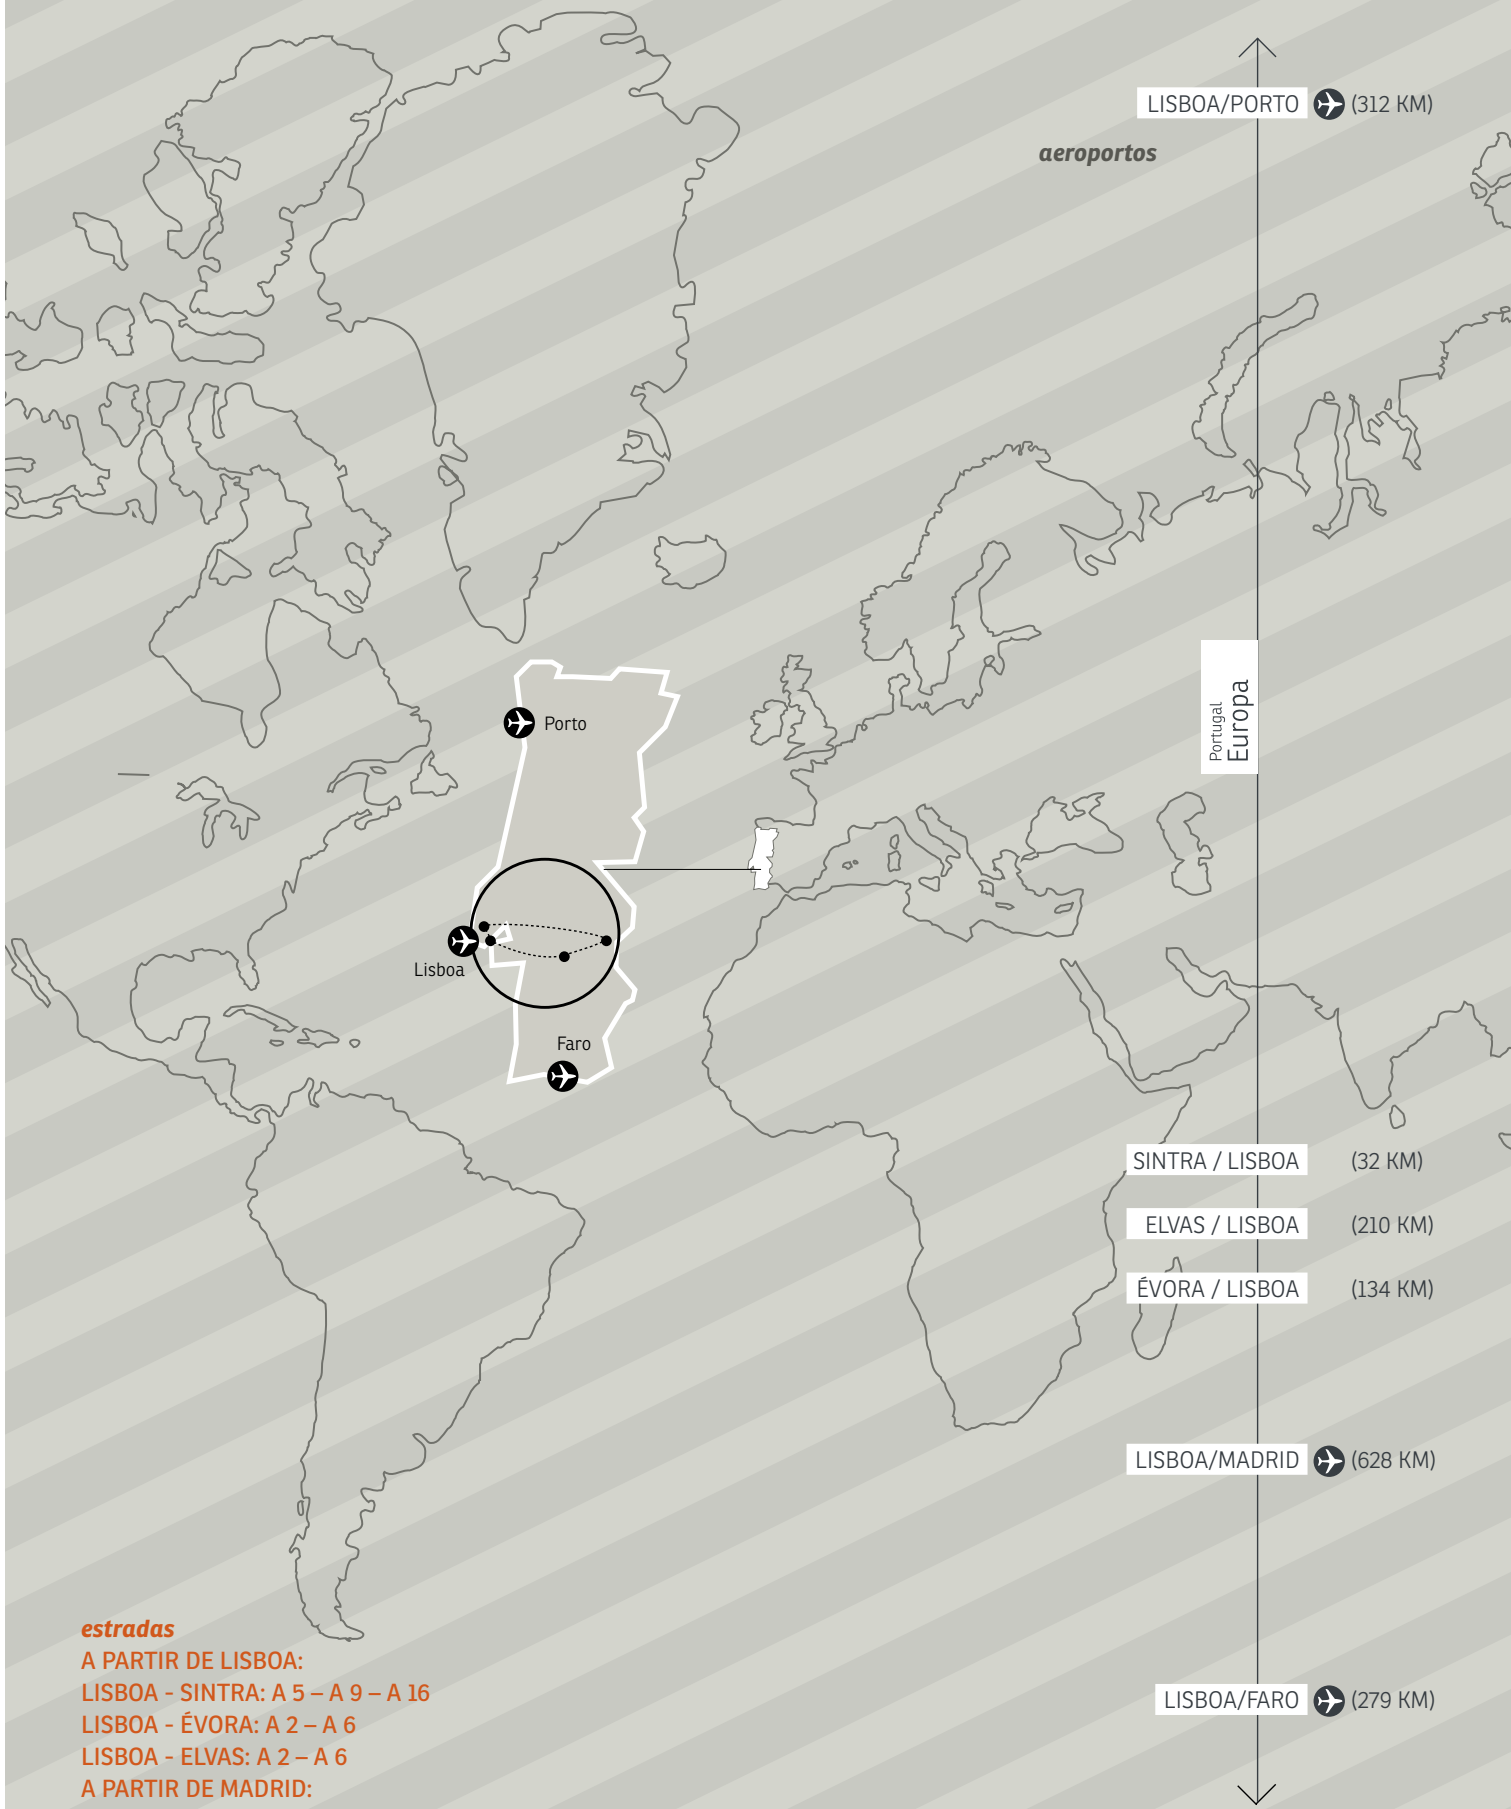 LISBOA/PORTO (312 KM)
aeroportos
Portugal
Europa
Porto
Lisboa
Faro
SINTRA / LISBOA (32 KM)
ELVAS / LISBOA (210 KM)
ÉVORA / LISBOA (134 KM)
LISBOA/MADRID (628 KM)
LISBOA/FARO (279 KM)
estradas
A PARTIR DE LISBOA:
LISBOA - SINTRA: A 5 – A 9 – A 16
LISBOA - ÉVORA: A 2 – A 6
LISBOA - ELVAS: A 2 – A 6
A PARTIR DE MADRID: